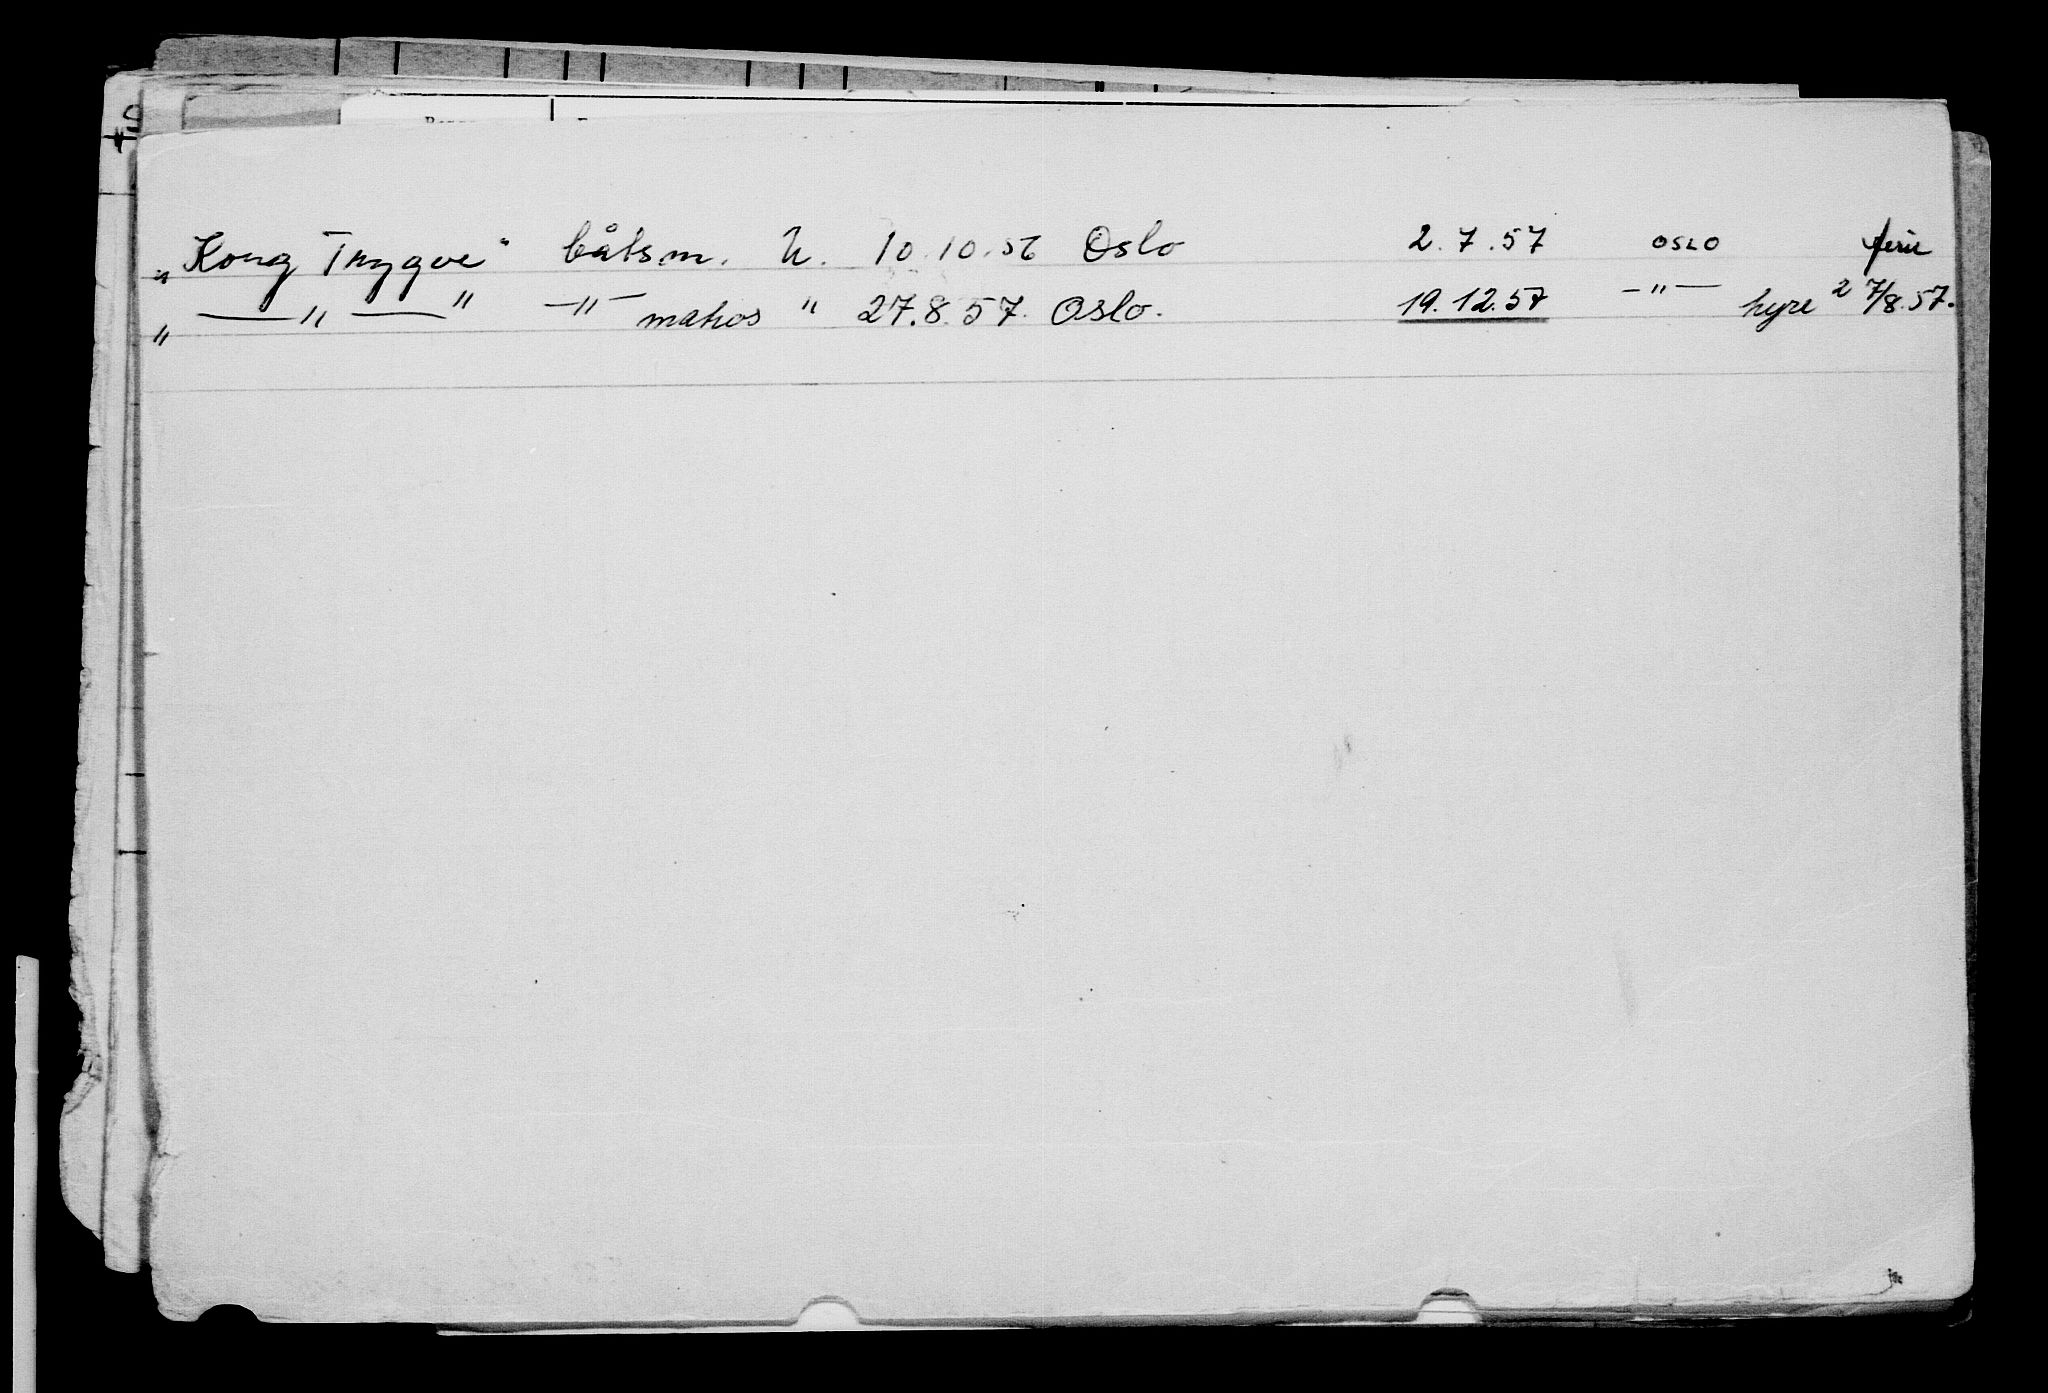 „Kong Trygve" båtsm. U. 10.10.56 Oslo 2.7.57 OSLO ferie
„ — " — " — " — matros " 27.8.57. Oslo. 19.12.57 — " — hyre 27/8.57.